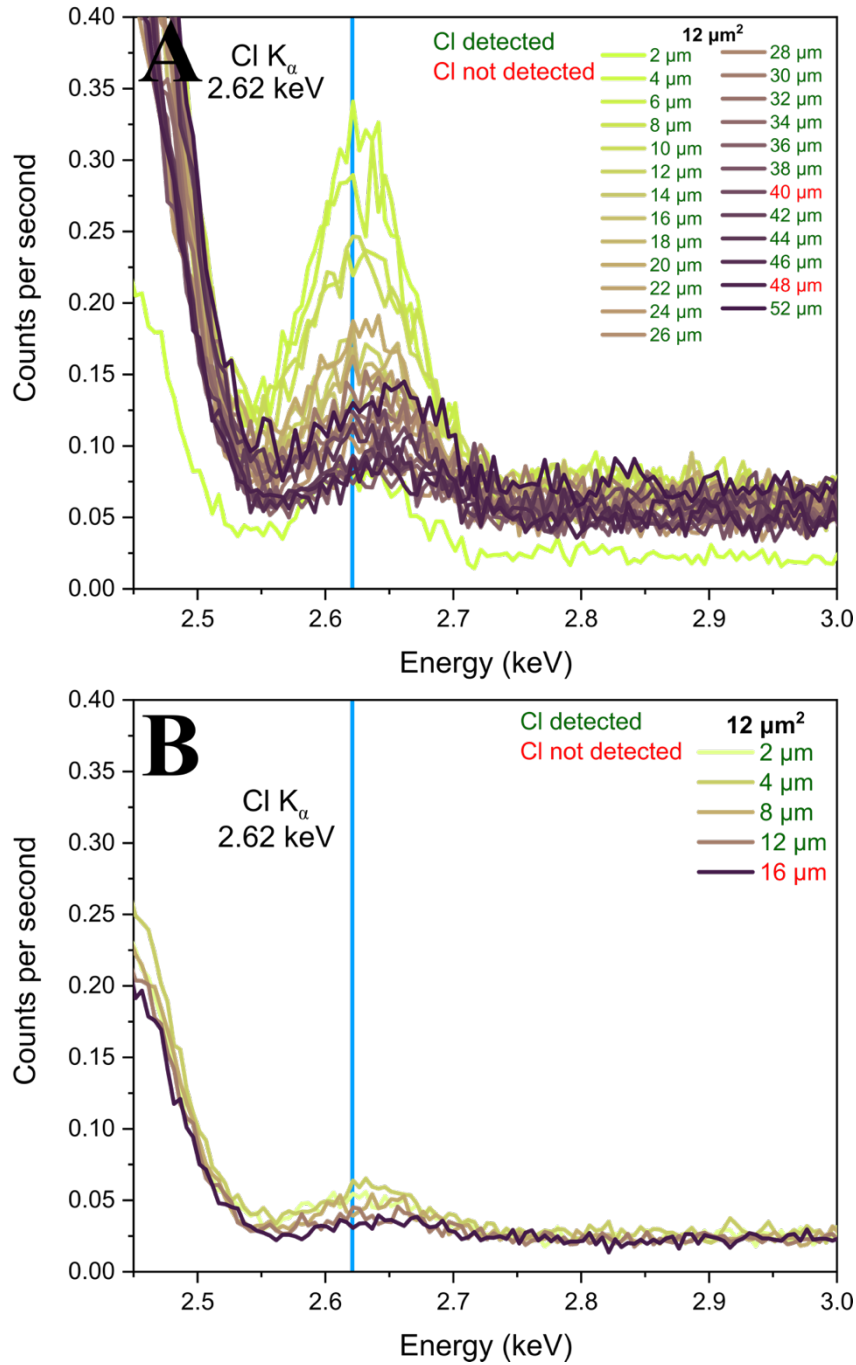 A
Cl Kα
2.62 keV
Cl detected
Cl not detected
12 μm²
2 μm
4 μm
6 μm
8 μm
10 μm
12 μm
14 μm
16 μm
18 μm
20 μm
22 μm
24 μm
26 μm
28 μm
30 μm
32 μm
34 μm
36 μm
38 μm
40 μm
42 μm
44 μm
46 μm
48 μm
52 μm
Counts per second
0.40
0.35
0.30
0.25
0.20
0.15
0.10
0.05
0.00
2.5 2.6 2.7 2.8 2.9 3.0
Energy (keV)
B
Cl Kα
2.62 keV
Cl detected
Cl not detected
12 μm²
2 μm
4 μm
8 μm
12 μm
16 μm
Counts per second
0.40
0.35
0.30
0.25
0.20
0.15
0.10
0.05
0.00
2.5 2.6 2.7 2.8 2.9 3.0
Energy (keV)